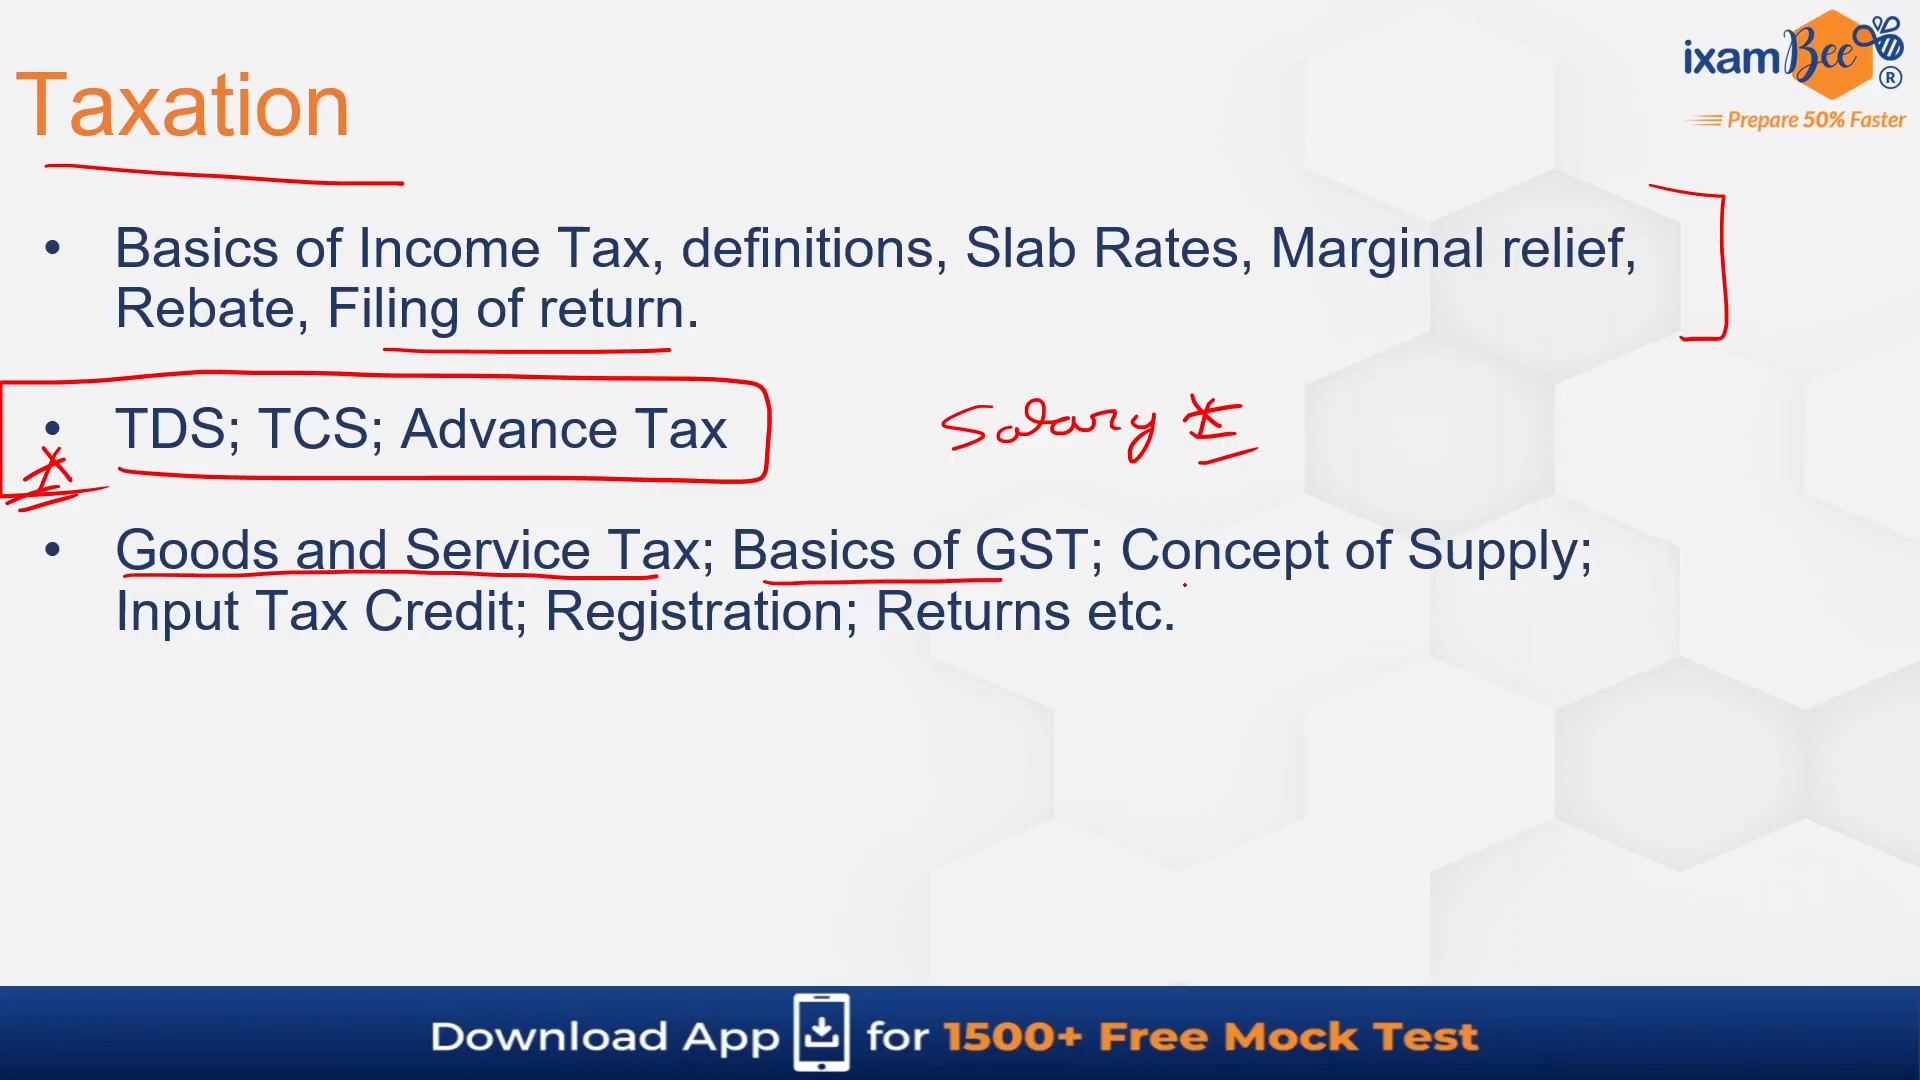 ixamBee®
Prepare 50% Faster
Taxation
• Basics of Income Tax, definitions, Slab Rates, Marginal relief,
Rebate, Filing of return.
• TDS; TCS; Advance Tax
Salary *
*
• Goods and Service Tax; Basics of GST; Concept of Supply;
Input Tax Credit; Registration; Returns etc.
Download App for 1500+ Free Mock Test